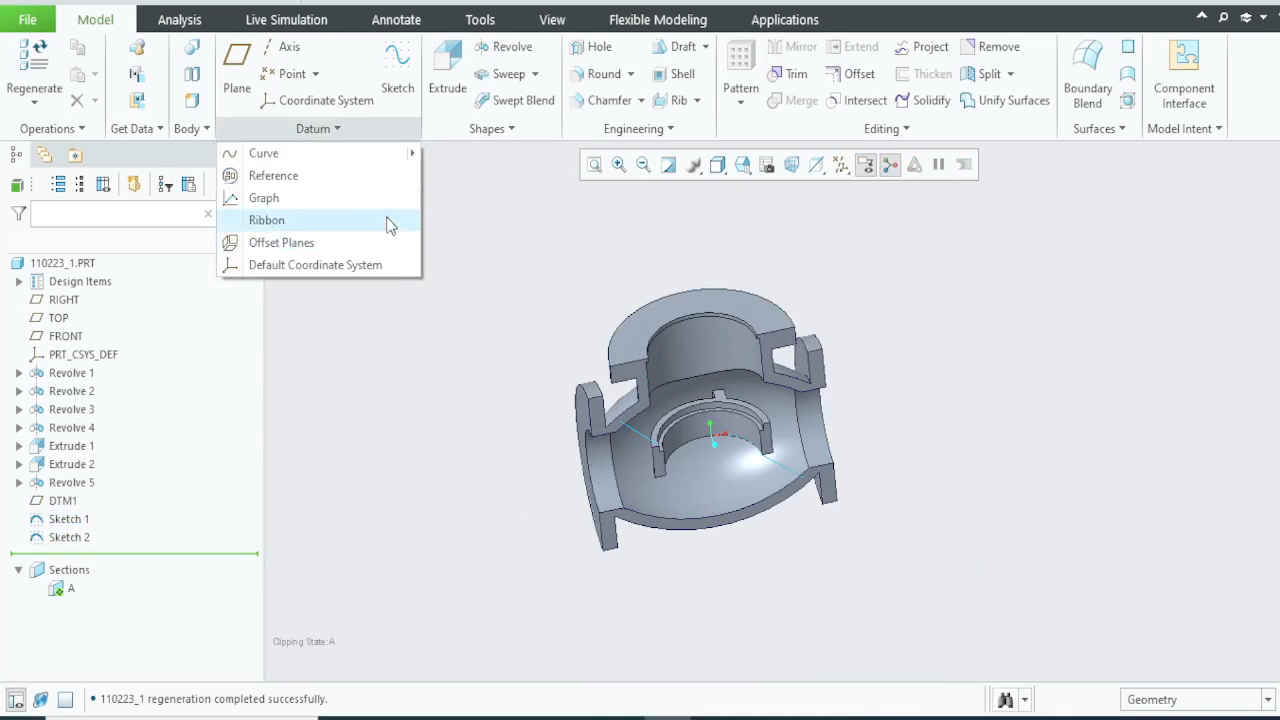 File Model Analysis Live Simulation Annotate Tools View Flexible Modeling Applications
Regenerate
Operations
Get Data
Body
Plane
Axis
Point
Coordinate System
Sketch
Datum
Extrude
Revolve
Sweep
Swept Blend
Shapes
Hole
Round
Chamfer
Draft
Shell
Rib
Engineering
Pattern
Mirror
Trim
Merge
Extend
Offset
Intersect
Project
Thicken
Solidify
Remove
Split
Unify Surfaces
Editing
Boundary
Blend
Surfaces
Component
Interface
Model Intent
Curve
Reference
Graph
Ribbon
Offset Planes
Default Coordinate System
110223_1.PRT
Design Items
RIGHT
TOP
FRONT
PRT_CSYS_DEF
Revolve 1
Revolve 2
Revolve 3
Revolve 4
Extrude 1
Extrude 2
Revolve 5
DTM1
Sketch 1
Sketch 2
Sections
A
Clipping State:A
• 110223_1 regeneration completed successfully.
Geometry